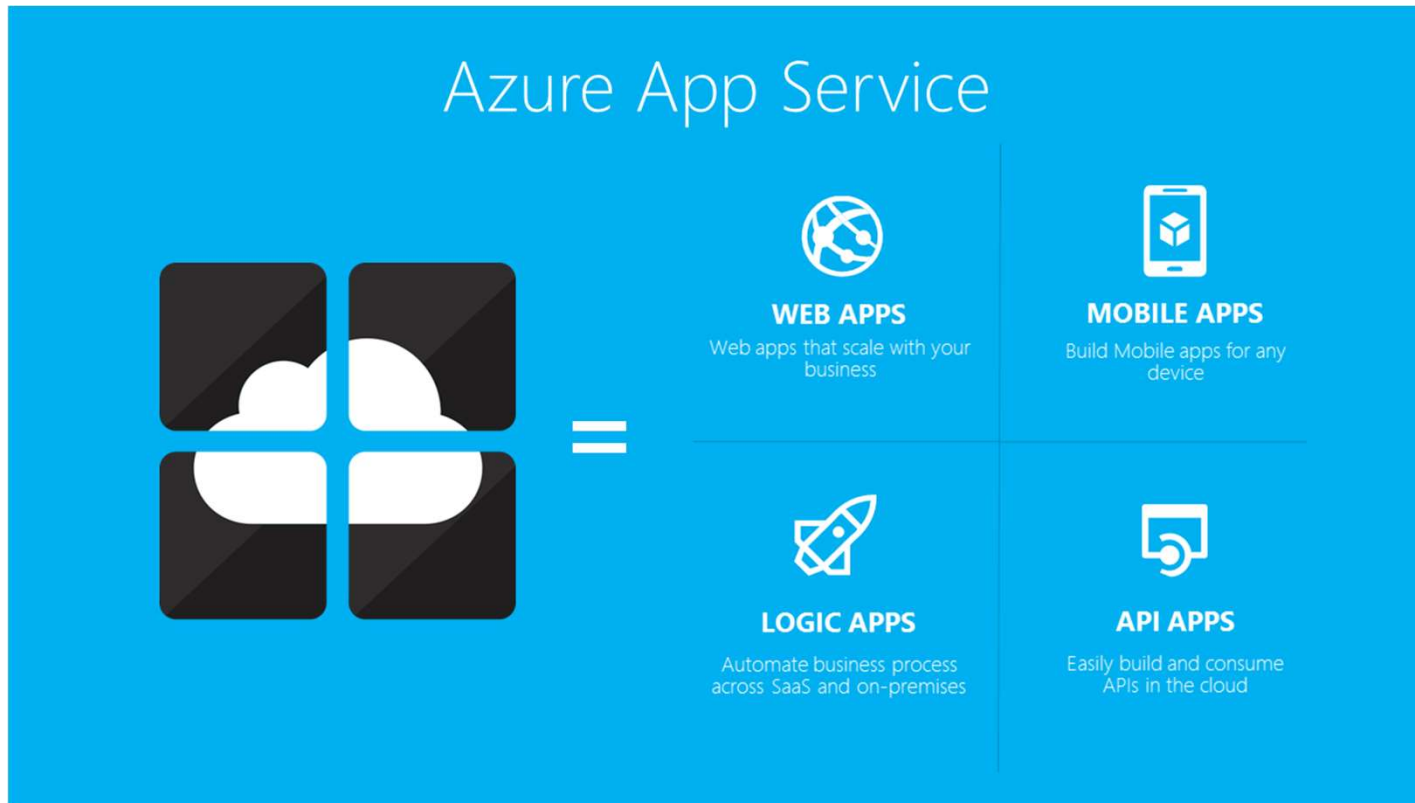 Azure App Service
WEB APPS
Web apps that scale with your
business
MOBILE APPS
Build Mobile apps for any
device
=
LOGIC APPS
Automate business process
across SaaS and on-premises
API APPS
Easily build and consume
APIs in the cloud